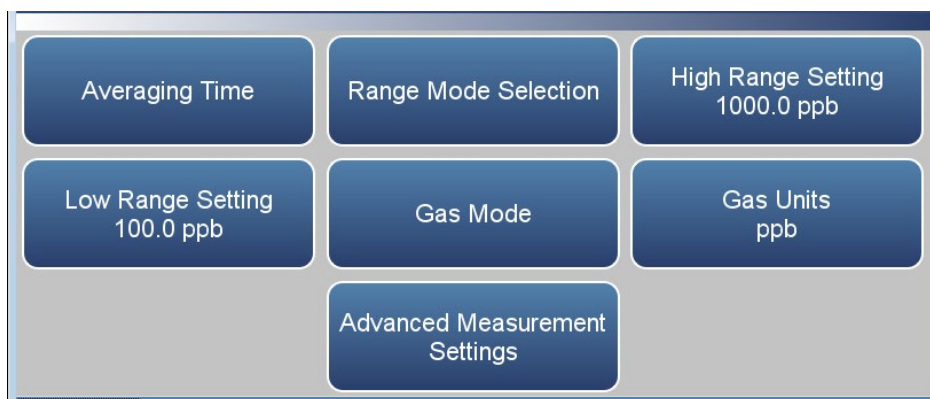 Averaging Time
Range Mode Selection
High Range Setting
1000.0 ppb
Low Range Setting
100.0 ppb
Gas Mode
Gas Units
ppb
Advanced Measurement
Settings